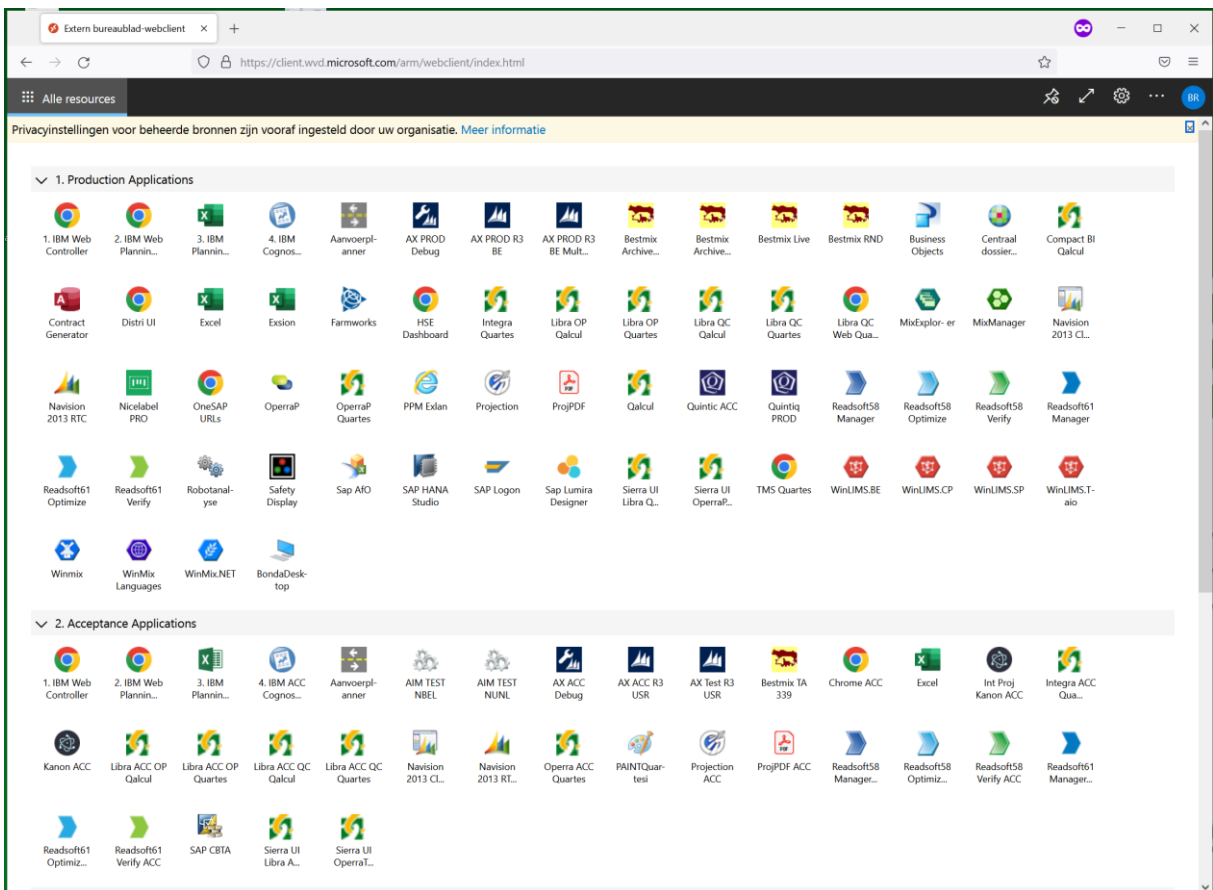 Extern bureaublad-webclient
https://client.wvd.microsoft.com/arm/webclient/index.html
Alle resources
BR
Privacyinstellingen voor beheerde bronnen zijn vooraf ingesteld door uw organisatie. Meer informatie
1. Production Applications
1. IBM Web 2. IBM Web 3. IBM 4. IBM Aanvoerpl- AX PROD AX PROD R3 AX PROD R3 Bestmix Bestmix Bestmix Live Bestmix RND Business Centraal Compact BI
Controller Plannin... Plannin... Cognos... anner Debug BE BE Mult... Archive... Archive... Objects dossier... Qalcul
Contract Distri UI Excel Exsion Farmworks HSE Integra Libra OP Libra OP Libra QC Libra QC Libra QC MixExplor- er MixManager Navision
Generator Dashboard Quartes Qalcul Quartes Qalcul Quartes Web Qua... 2013 Cl...
Navision Nicelabel OneSAP OperraP OperraP PPM Exlan Projection ProjPDF Qalcul Quintic ACC Quintiq Readsoft58 Readsoft58 Readsoft58 Readsoft61
2013 RTC PRO URLs Quartes PROD Manager Optimize Verify Manager
Readsoft61 Readsoft61 Robotanal- Safety Sap AfO SAP HANA SAP Logon Sap Lumira Sierra UI Sierra UI TMS Quartes WinLIMS.BE WinLIMS.CP WinLIMS.SP WinLIMS.T-
Optimize Verify yse Display Studio Designer Libra Q... OperraP... aio
Winmix WinMix WinMix.NET BondaDesk-
Languages top
2. Acceptance Applications
1. IBM Web 2. IBM Web 3. IBM 4. IBM ACC Aanvoerpl- AIM TEST AIM TEST AX ACC AX ACC R3 AX Test R3 Bestmix TA Chrome ACC Excel Int Proj Integra ACC
Controller Plannin... Plannin... Cognos... anner NBEL NUNL Debug USR USR 339 Kanon ACC Qua...
Kanon ACC Libra ACC OP Libra ACC OP Libra ACC QC Libra ACC QC Navision Navision Operra ACC PAINTQuar- Projection ProjPDF ACC Readsoft58 Readsoft58 Readsoft58 Readsoft61
Qalcul Quartes Qalcul Quartes 2013 Cl... 2013 RT... Quartes tesi ACC Manager... Optimiz... Verify ACC Manager...
Readsoft61 Readsoft61 SAP CBTA Sierra UI Sierra UI
Optimiz... Verify ACC Libra A... OperraT...